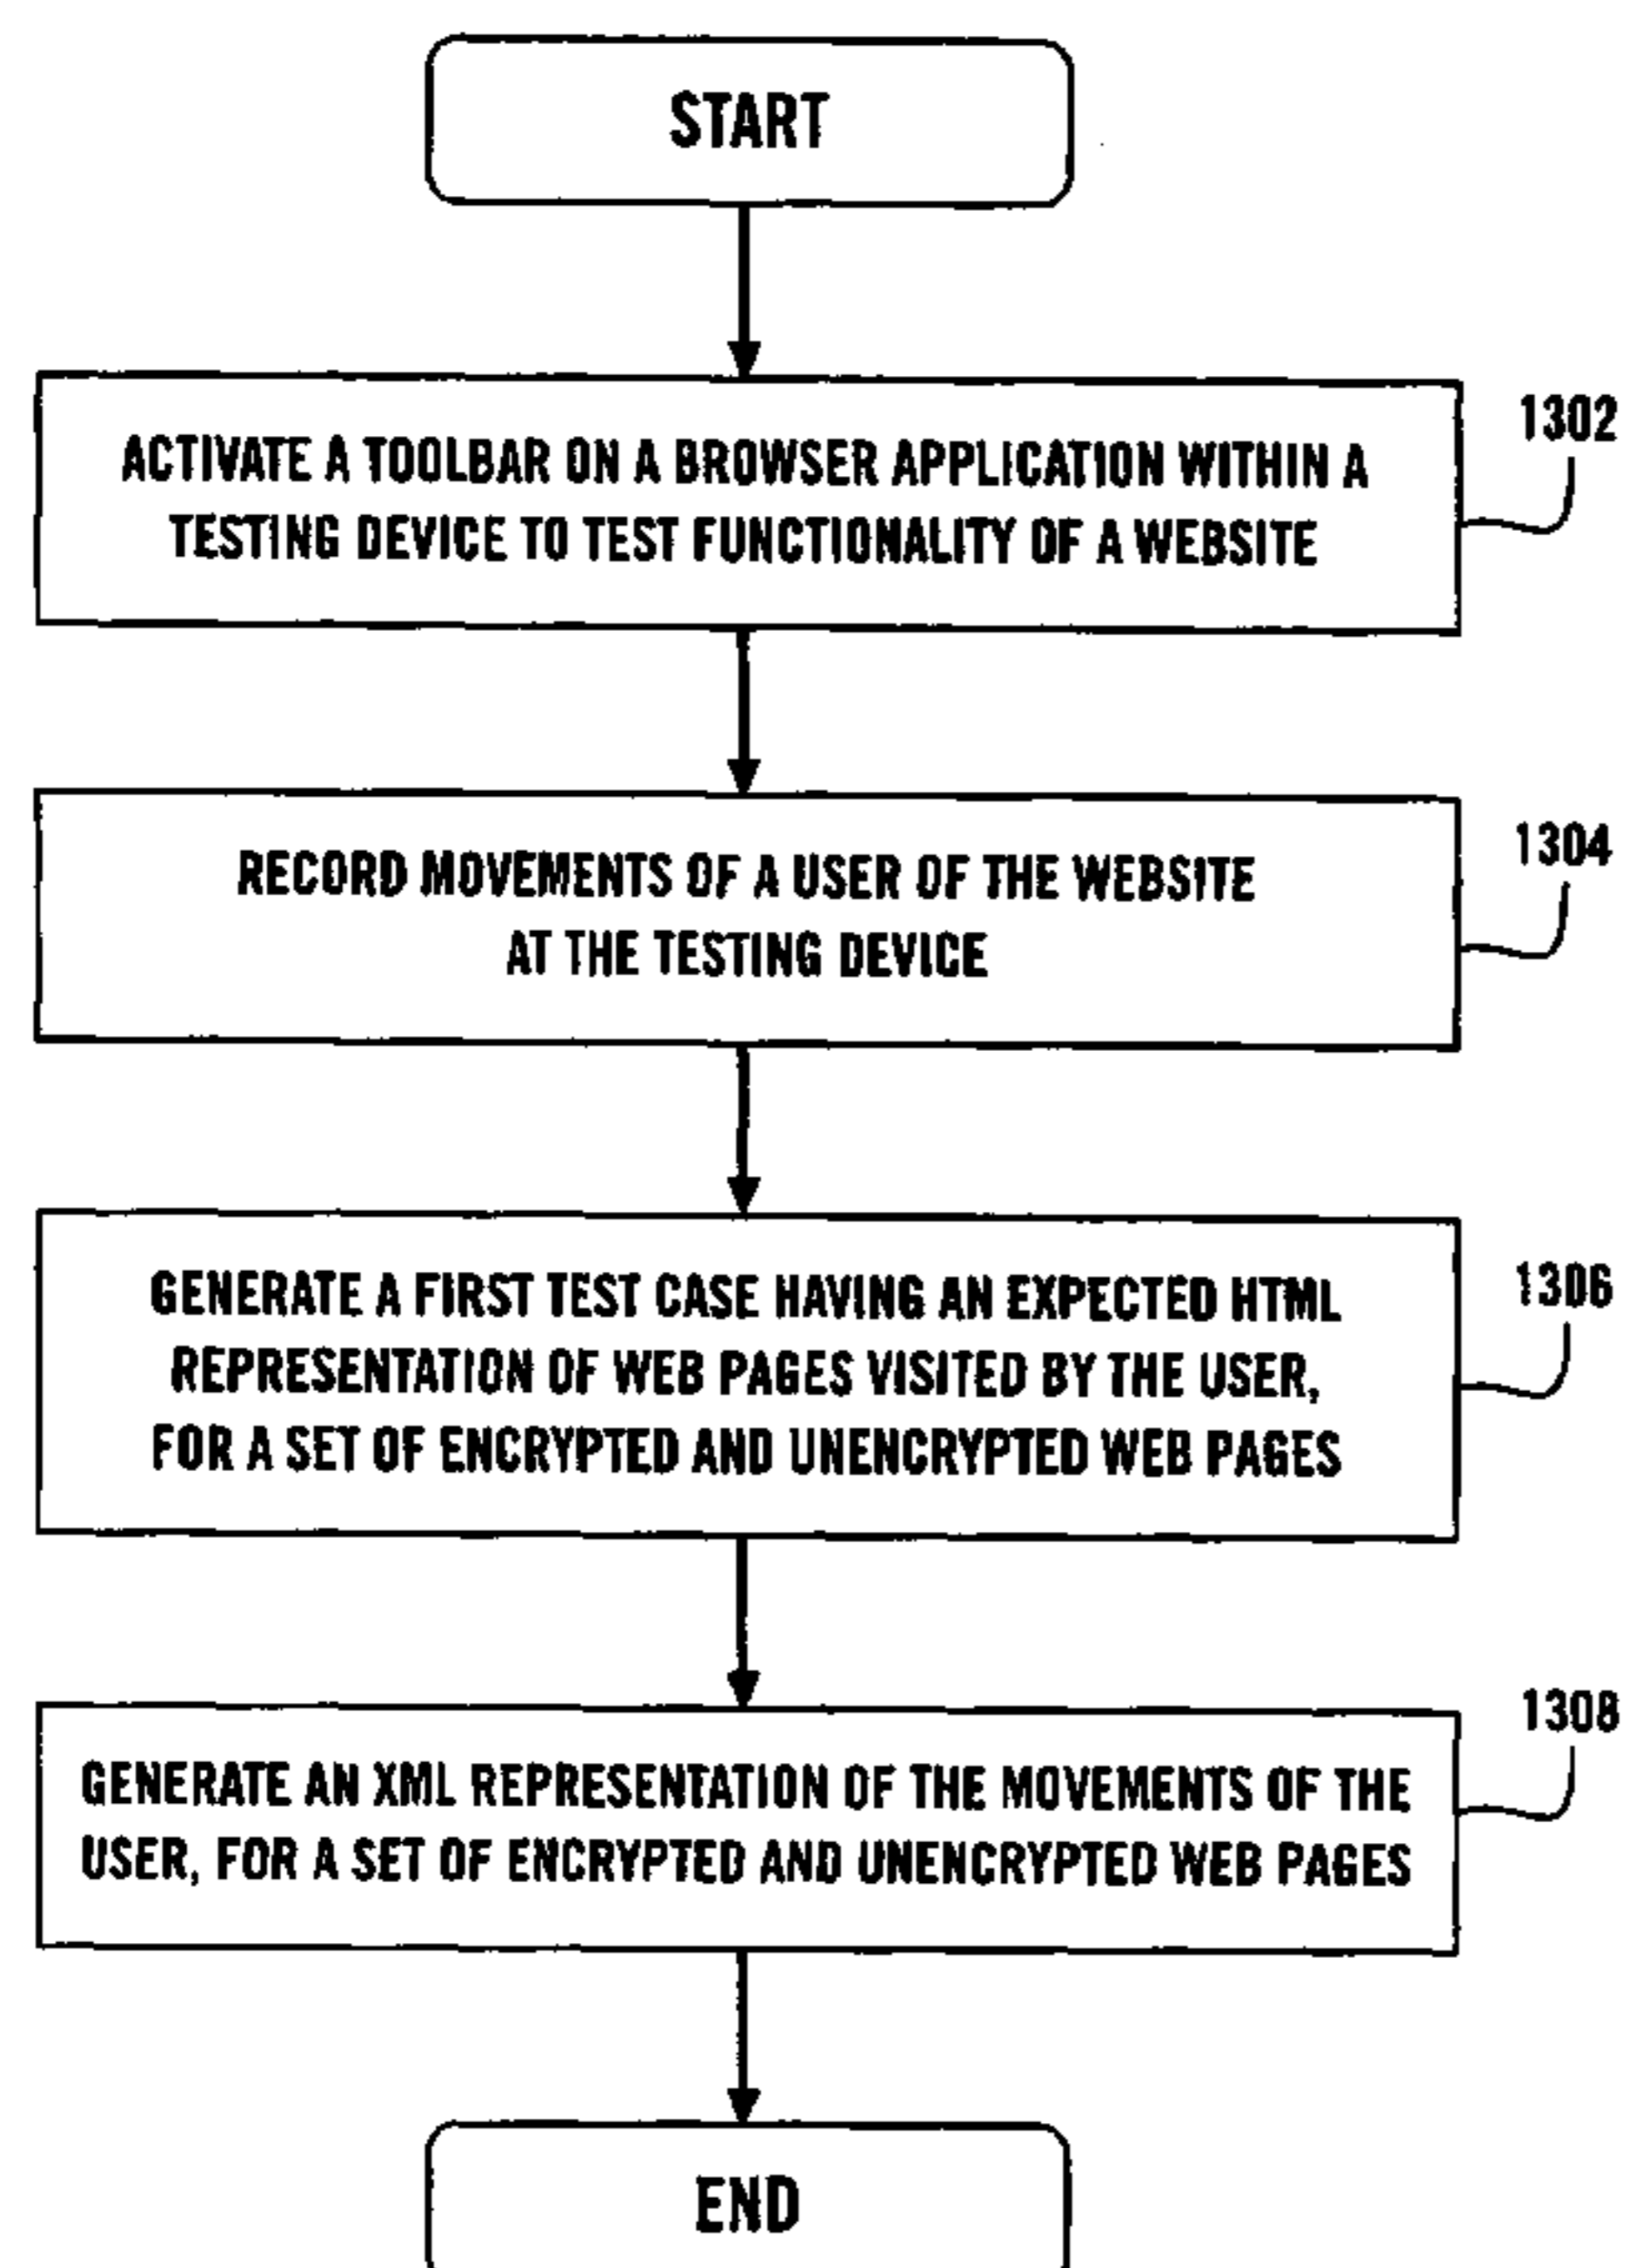 START
1302
ACTIVATE A TOOLBAR ON A BROWSER APPLICATION WITHIN A
TESTING DEVICE TO TEST FUNCTIONALITY OF A WEBSITE
1304
RECORD MOVEMENTS OF A USER OF THE WEBSITE
AT THE TESTING DEVICE
1306
GENERATE A FIRST TEST CASE HAVING AN EXPECTED HTML
REPRESENTATION OF WEB PAGES VISITED BY THE USER,
FOR A SET OF ENCRYPTED AND UNENCRYPTED WEB PAGES
1308
GENERATE AN XML REPRESENTATION OF THE MOVEMENTS OF THE
USER, FOR A SET OF ENCRYPTED AND UNENCRYPTED WEB PAGES
END